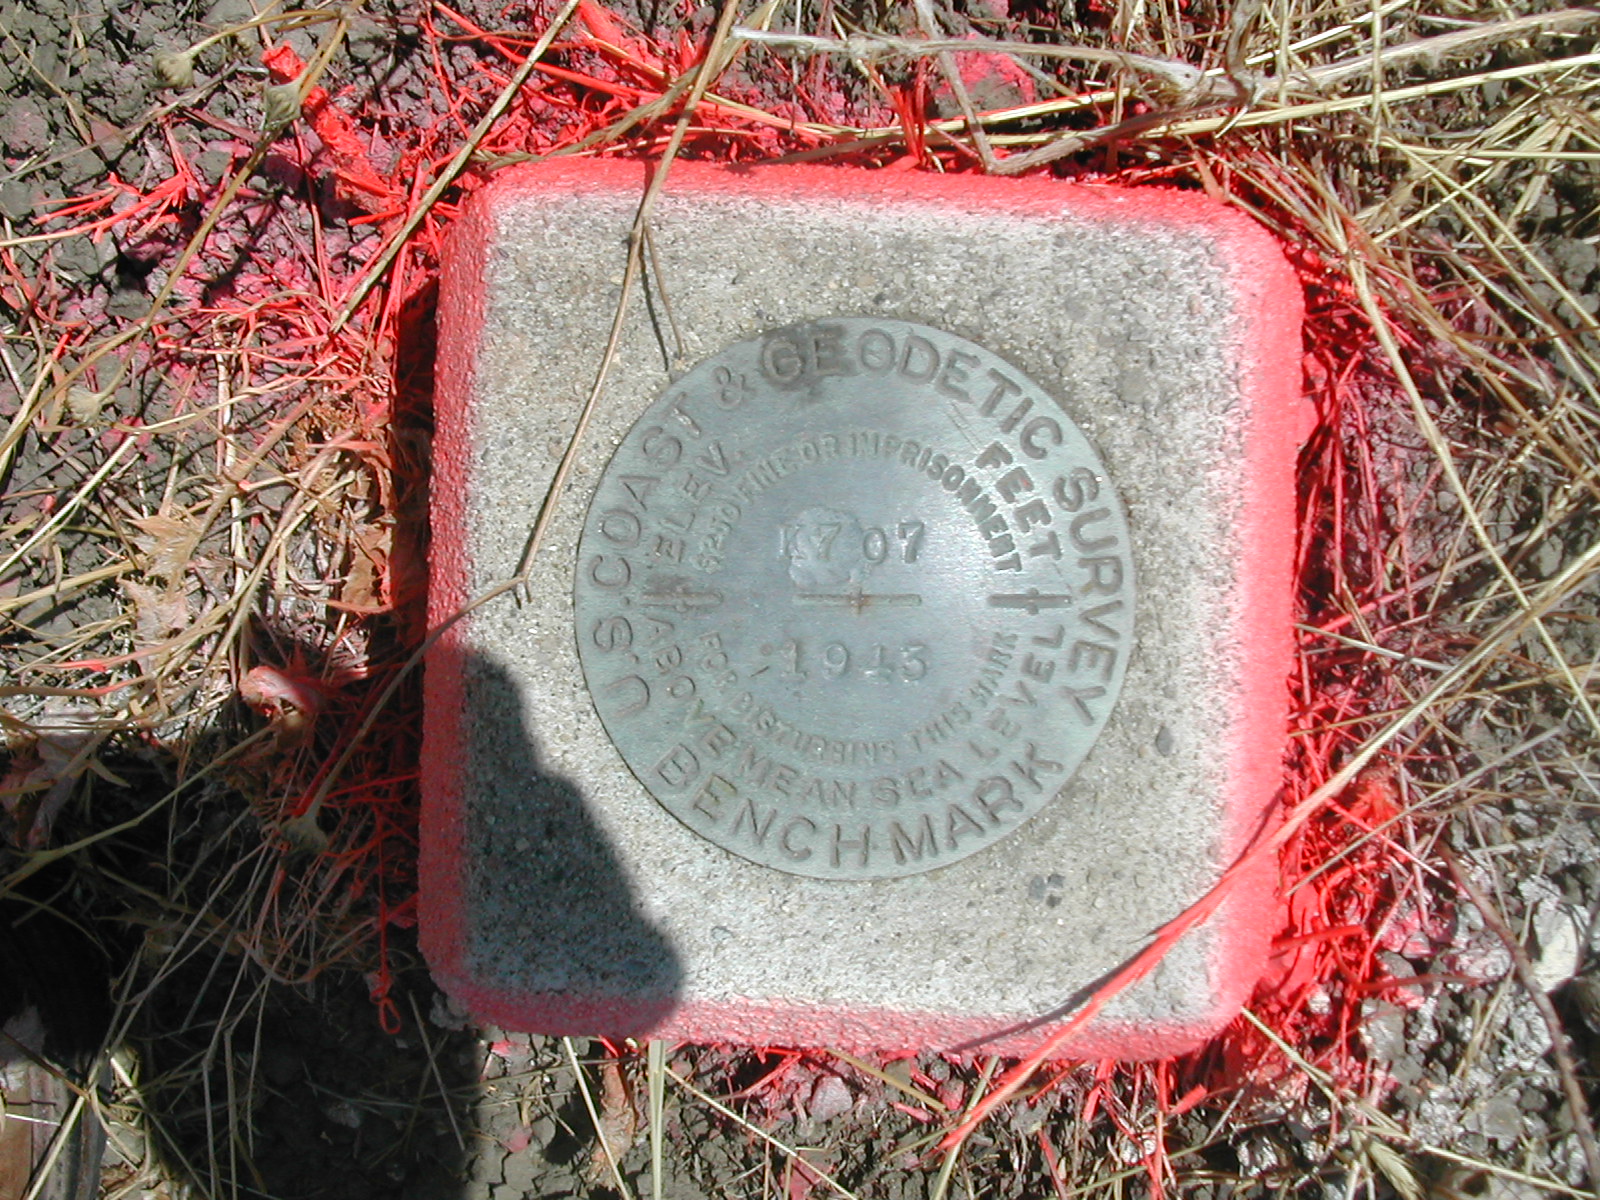 U.S. COAST & GEODETIC SURVEY
ELEV. FEET
$250 FINE OR IMPRISONMENT
K707
1943
FOR DISTURBING THIS MARK
ABOVE MEAN SEA LEVEL
BENCH MARK